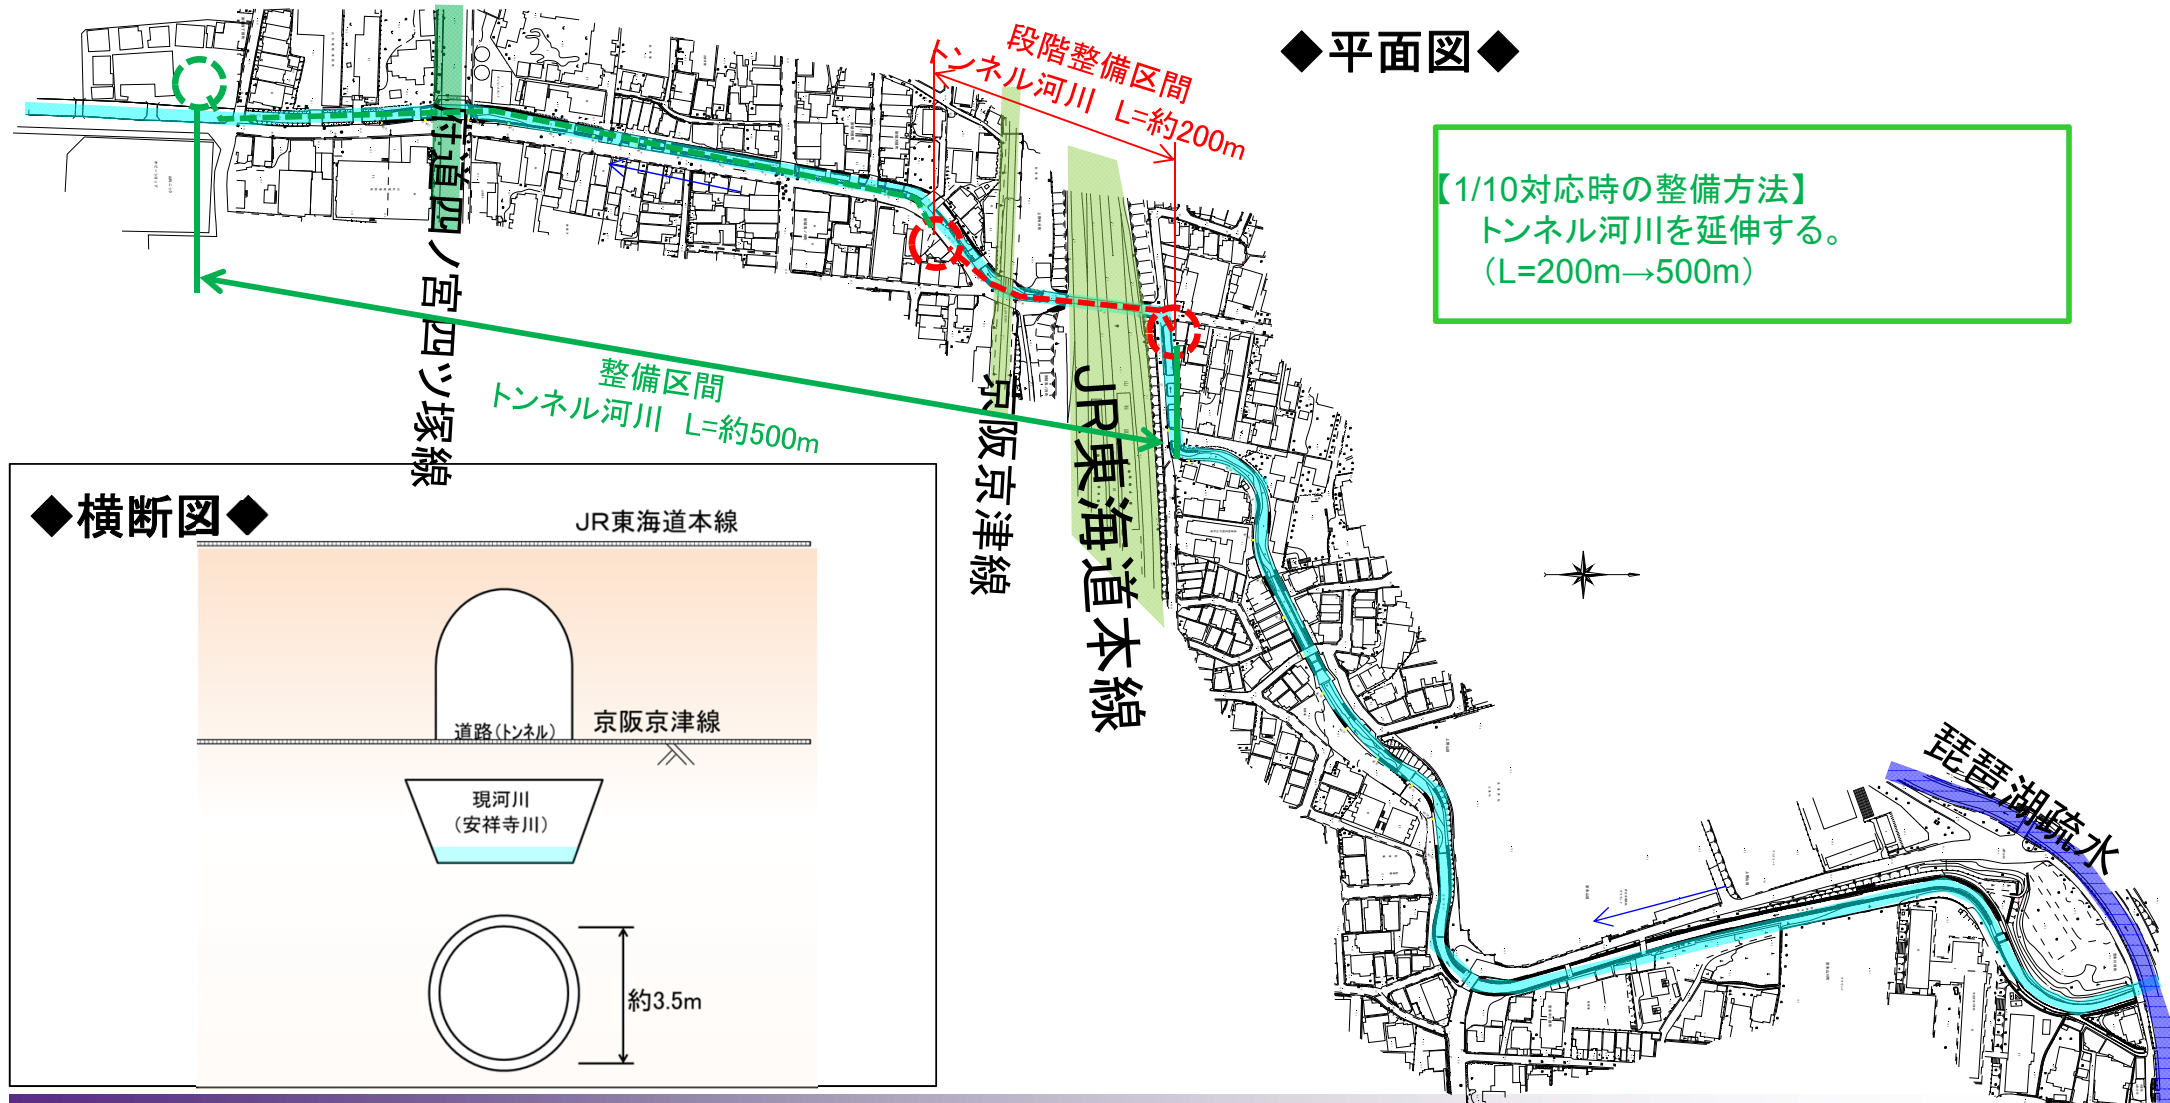 ◆平面図◆
段階整備区間
トンネル河川 L=約200m
【1/10対応時の整備方法】
トンネル河川を延伸する。
（L=200m→500m）
府道四ノ宮四ツ塚線
京阪京津線
JR東海道本線
整備区間
トンネル河川 L=約500m
琵琶湖疏水
◆横断図◆
JR東海道本線
道路(トンネル)
京阪京津線
現河川
（安祥寺川）
約3.5m